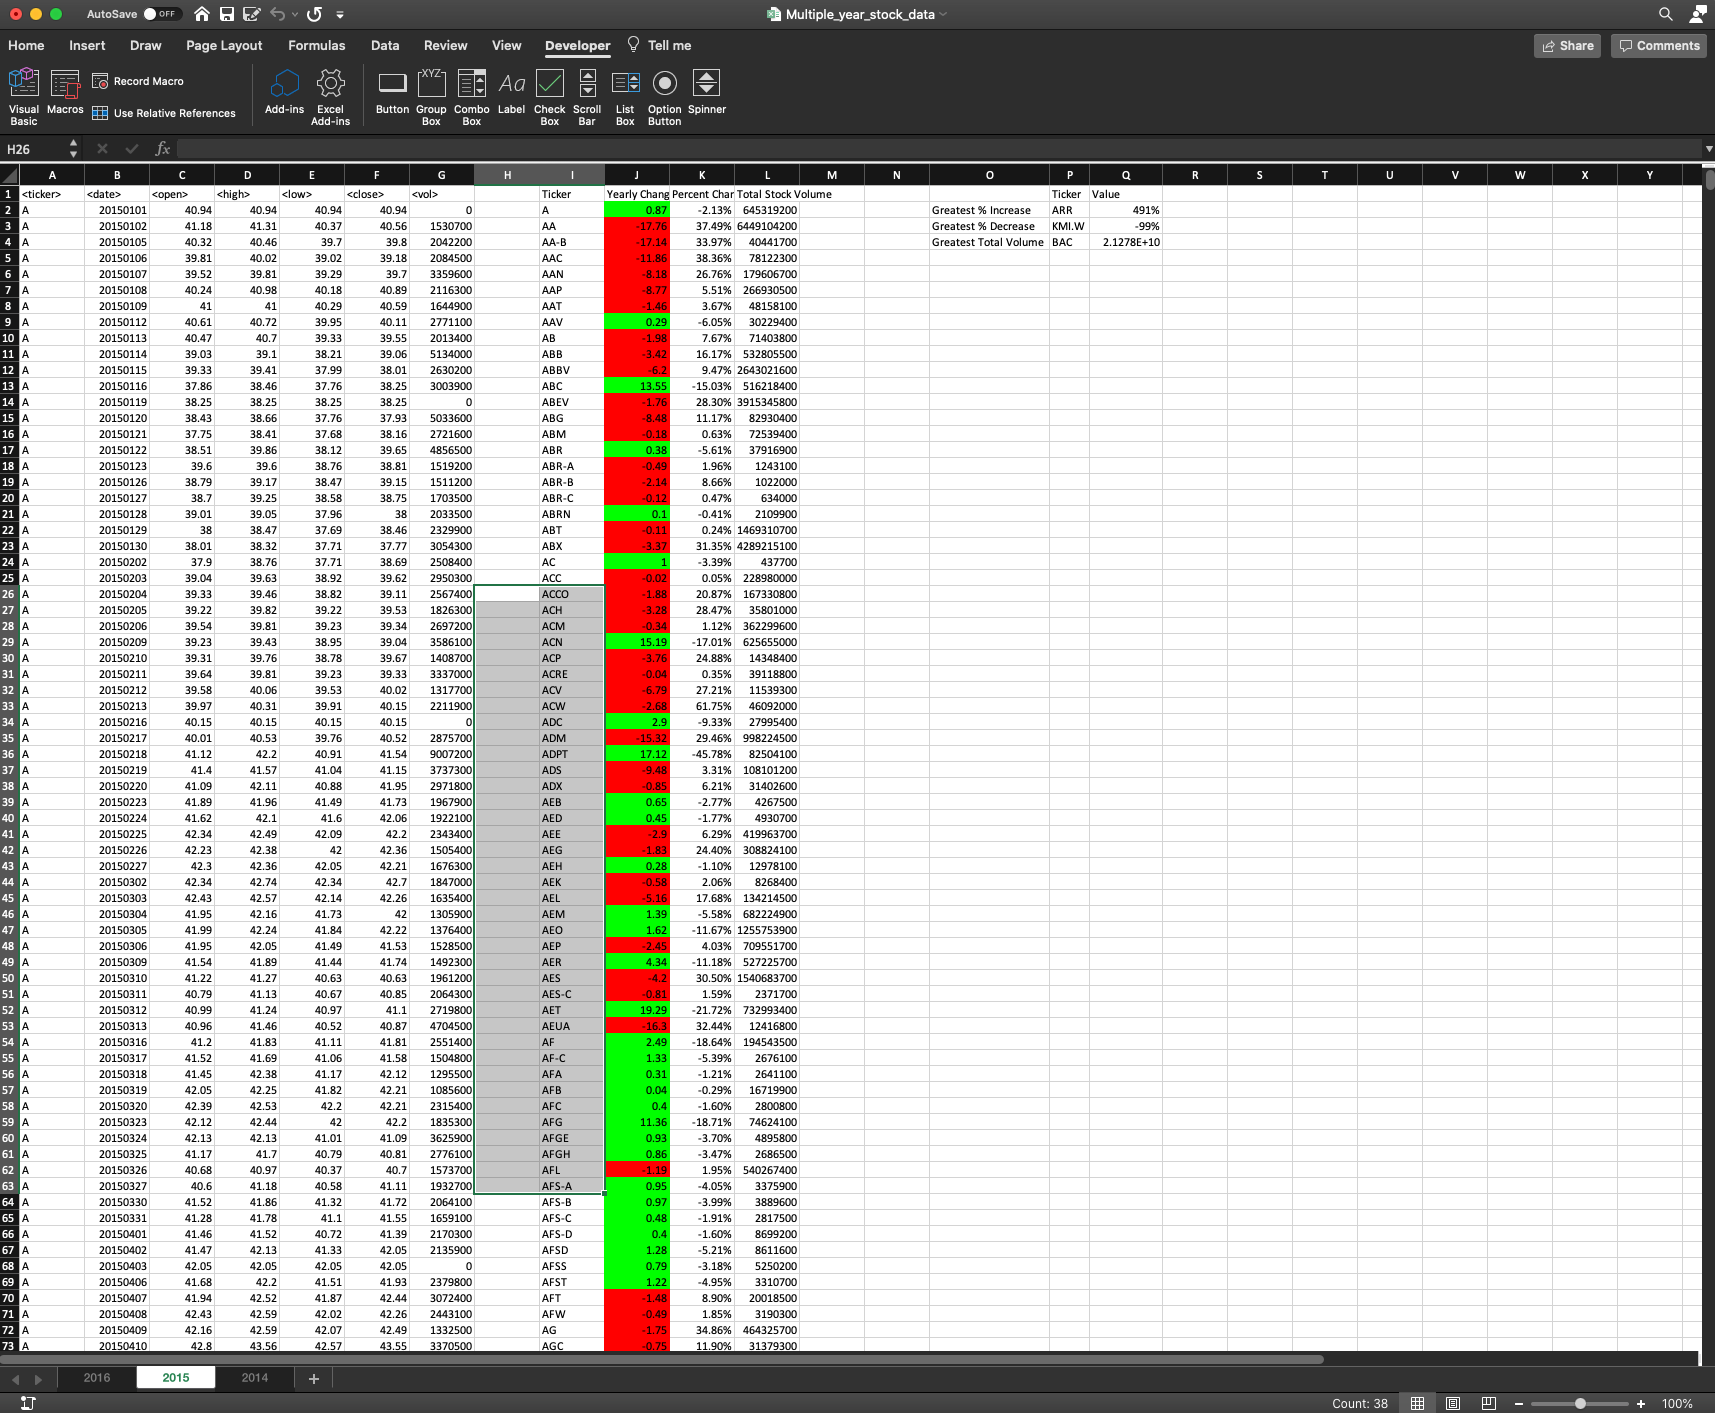 AutoSave OFF Multiple_year_stock_data
Home Insert Draw Page Layout Formulas Data Review View Developer Tell me Share Comments
Visual Basic Macros Record Macro Use Relative References Add-ins Excel Add-ins Button Group Box Combo Box Label Check Box Scroll Bar List Box Option Button Spinner
H26 fx
A B C D E F G H I J K L M N O P Q R S T U V W X Y
1 <ticker> <date> <open> <high> <low> <close> <vol> Ticker Yearly Chang Percent Char Total Stock Volume Ticker Value
2 A 20150101 40.94 40.94 40.94 40.94 0 A 0.87 -2.13% 645319200 Greatest % Increase ARR 491%
3 A 20150102 41.18 41.31 40.37 40.56 1530700 AA -17.76 37.49% 6449104200 Greatest % Decrease KMI.W -99%
4 A 20150105 40.32 40.46 39.7 39.8 2042200 AA-B -17.14 33.97% 40441700 Greatest Total Volume BAC 2.1278E+10
5 A 20150106 39.81 40.02 39.02 39.18 2084500 AAC -11.86 38.36% 78122300
6 A 20150107 39.52 39.81 39.29 39.7 3359600 AAN -8.18 26.76% 179606700
7 A 20150108 40.24 40.98 40.18 40.89 2116300 AAP -8.77 5.51% 266930500
8 A 20150109 41 41 40.29 40.59 1644900 AAT -1.46 3.67% 48158100
9 A 20150112 40.61 40.72 39.95 40.11 2771100 AAV 0.29 -6.05% 30229400
10 A 20150113 40.47 40.7 39.33 39.55 2013400 AB -1.98 7.67% 71403800
11 A 20150114 39.03 39.1 38.21 39.06 5134000 ABB -3.42 16.17% 532805500
12 A 20150115 39.33 39.41 37.99 38.01 2630200 ABBV -6.2 9.47% 2643021600
13 A 20150116 37.86 38.46 37.76 38.25 3003900 ABC 13.55 -15.03% 516218400
14 A 20150119 38.25 38.25 38.25 38.25 0 ABEV -1.76 28.30% 3915345800
15 A 20150120 38.43 38.66 37.76 37.93 5033600 ABG -8.48 11.17% 82930400
16 A 20150121 37.75 38.41 37.68 38.16 2721600 ABM -0.18 0.63% 72539400
17 A 20150122 38.51 39.86 38.12 39.65 4856500 ABR 0.38 -5.61% 37916900
18 A 20150123 39.6 39.6 38.76 38.81 1519200 ABR-A -0.49 1.96% 1243100
19 A 20150126 38.79 39.17 38.47 39.15 1511200 ABR-B -2.14 8.66% 1022000
20 A 20150127 38.7 39.25 38.58 38.75 1703500 ABR-C -0.12 0.47% 634000
21 A 20150128 39.01 39.05 37.96 38 2033500 ABRN 0.1 -0.41% 2109900
22 A 20150129 38 38.47 37.69 38.46 2329900 ABT -0.11 0.24% 1469310700
23 A 20150130 38.01 38.32 37.71 37.77 3054300 ABX -3.37 31.35% 4289215100
24 A 20150202 37.9 38.76 37.71 38.69 2508400 AC 1 -3.39% 437700
25 A 20150203 39.04 39.63 38.92 39.62 2950300 ACC -0.02 0.05% 228980000
26 A 20150204 39.33 39.46 38.82 39.11 2567400 ACCO -1.88 20.87% 167330800
27 A 20150205 39.22 39.82 39.22 39.53 1826300 ACH -3.28 28.47% 35801000
28 A 20150206 39.54 39.81 39.23 39.34 2697200 ACM -0.34 1.12% 362299600
29 A 20150209 39.23 39.43 38.95 39.04 3586100 ACN 15.19 -17.01% 625655000
30 A 20150210 39.31 39.76 38.78 39.67 1408700 ACP -3.76 24.88% 14348400
31 A 20150211 39.64 39.81 39.23 39.33 3337000 ACRE -0.04 0.35% 39118800
32 A 20150212 39.58 40.06 39.53 40.02 1317700 ACV -6.79 27.21% 11539300
33 A 20150213 39.97 40.31 39.91 40.15 2211900 ACW -2.68 61.75% 46092000
34 A 20150216 40.15 40.15 40.15 40.15 0 ADC 2.9 -9.33% 27995400
35 A 20150217 40.01 40.53 39.76 40.52 2875700 ADM -15.32 29.46% 998224500
36 A 20150218 41.12 42.2 40.91 41.54 9007200 ADPT 17.12 -45.78% 82504100
37 A 20150219 41.4 41.57 41.04 41.15 3737300 ADS -9.48 3.31% 108101200
38 A 20150220 41.09 42.11 40.88 41.95 2971800 ADX -0.85 6.21% 31402600
39 A 20150223 41.89 41.96 41.49 41.73 1967900 AEB 0.65 -2.77% 4267500
40 A 20150224 41.62 42.1 41.6 42.06 1922100 AED 0.45 -1.77% 4930700
41 A 20150225 42.34 42.49 42.09 42.2 2343400 AEE -2.9 6.29% 419963700
42 A 20150226 42.23 42.38 42 42.36 1505400 AEG -1.83 24.40% 308824100
43 A 20150227 42.3 42.36 42.05 42.21 1676300 AEH 0.28 -1.10% 12978100
44 A 20150302 42.34 42.74 42.34 42.7 1847000 AEK -0.58 2.06% 8268400
45 A 20150303 42.43 42.57 42.14 42.26 1635400 AEL -5.16 17.68% 134214500
46 A 20150304 41.95 42.16 41.73 42 1305900 AEM 1.39 -5.58% 682224900
47 A 20150305 41.99 42.24 41.84 42.22 1376400 AEO 1.62 -11.67% 1255753900
48 A 20150306 41.95 42.05 41.49 41.53 1528500 AEP -2.45 4.03% 709551700
49 A 20150309 41.54 41.89 41.44 41.74 1492300 AER 4.34 -11.18% 527225700
50 A 20150310 41.22 41.27 40.63 40.63 1961200 AES -4.2 30.50% 1540683700
51 A 20150311 40.79 41.13 40.67 40.85 2064300 AES-C -0.81 1.59% 2371700
52 A 20150312 40.99 41.24 40.97 41.1 2719800 AET 19.29 -21.72% 732993400
53 A 20150313 40.96 41.46 40.52 40.87 4704500 AEUA -16.3 32.44% 12416800
54 A 20150316 41.2 41.83 41.11 41.81 2551400 AF 2.49 -18.64% 194543500
55 A 20150317 41.52 41.69 41.06 41.58 1504800 AF-C 1.33 -5.39% 2676100
56 A 20150318 41.45 42.38 41.17 42.12 1295500 AFA 0.31 -1.21% 2641100
57 A 20150319 42.05 42.25 41.82 42.21 1085600 AFB 0.04 -0.29% 16719900
58 A 20150320 42.39 42.53 42.2 42.21 2315400 AFC 0.4 -1.60% 2800800
59 A 20150323 42.12 42.44 42 42.2 1835300 AFG 11.36 -18.71% 74624100
60 A 20150324 42.13 42.13 41.01 41.09 3625900 AFGE 0.93 -3.70% 4895800
61 A 20150325 41.17 41.7 40.79 40.81 2776100 AFGH 0.86 -3.47% 2686500
62 A 20150326 40.68 40.97 40.37 40.7 1573700 AFL -1.19 1.95% 540267400
63 A 20150327 40.6 41.18 40.58 41.11 1932700 AFS-A 0.95 -4.05% 3375900
64 A 20150330 41.52 41.86 41.32 41.72 2064100 AFS-B 0.97 -3.99% 3889600
65 A 20150331 41.28 41.78 41.1 41.55 1659100 AFS-C 0.48 -1.91% 2817500
66 A 20150401 41.46 41.52 40.72 41.39 2170300 AFS-D 0.4 -1.60% 8699200
67 A 20150402 41.47 42.13 41.33 42.05 2135900 AFSD 1.28 -5.21% 8611600
68 A 20150403 42.05 42.05 42.05 42.05 0 AFSS 0.79 -3.18% 5250200
69 A 20150406 41.68 42.2 41.51 41.93 2379800 AFST 1.22 -4.95% 3310700
70 A 20150407 41.94 42.52 41.87 42.44 3072400 AFT -1.48 8.90% 20018500
71 A 20150408 42.43 42.59 42.02 42.26 2443100 AFW -0.49 1.85% 3190300
72 A 20150409 42.16 42.59 42.07 42.49 1332500 AG -1.75 34.86% 464325700
73 A 20150410 42.8 43.56 42.57 43.55 3370500 AGC -0.75 11.90% 31379300
2016 2015 2014 +
Count: 38 100%